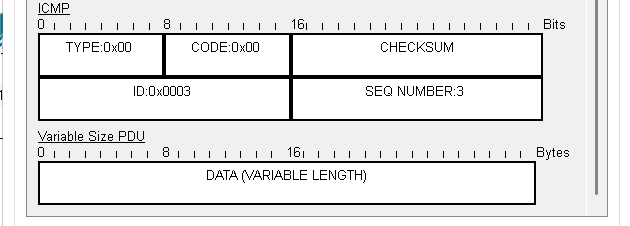 ICMP
0 8 16 Bits
TYPE:0x00 CODE:0x00 CHECKSUM
ID:0x0003 SEQ NUMBER:3
Variable Size PDU
0 8 16 Bytes
DATA (VARIABLE LENGTH)